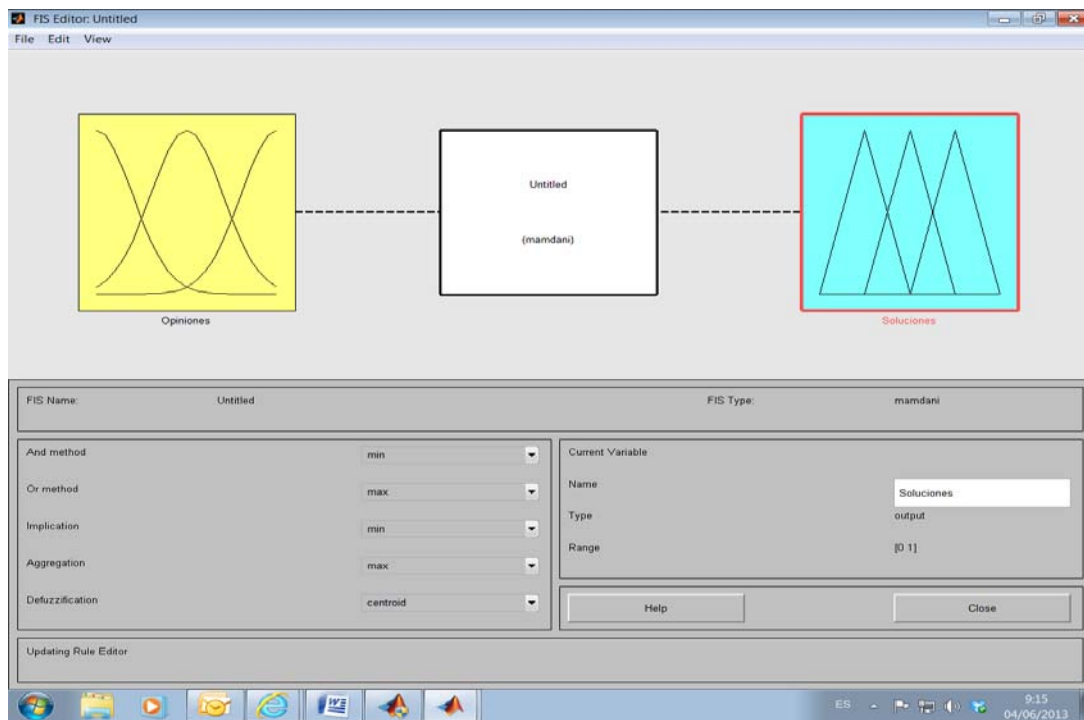 FIS Editor: Untitled
File Edit View
Untitled
(mamdani)
Opiniones
Soluciones
FIS Name: Untitled FIS Type: mamdani
And method min
Or method max
Implication min
Aggregation max
Defuzzification centroid
Current Variable
Name Soluciones
Type output
Range [0 1]
Help Close
Updating Rule Editor
ES 9:15
04/06/2013